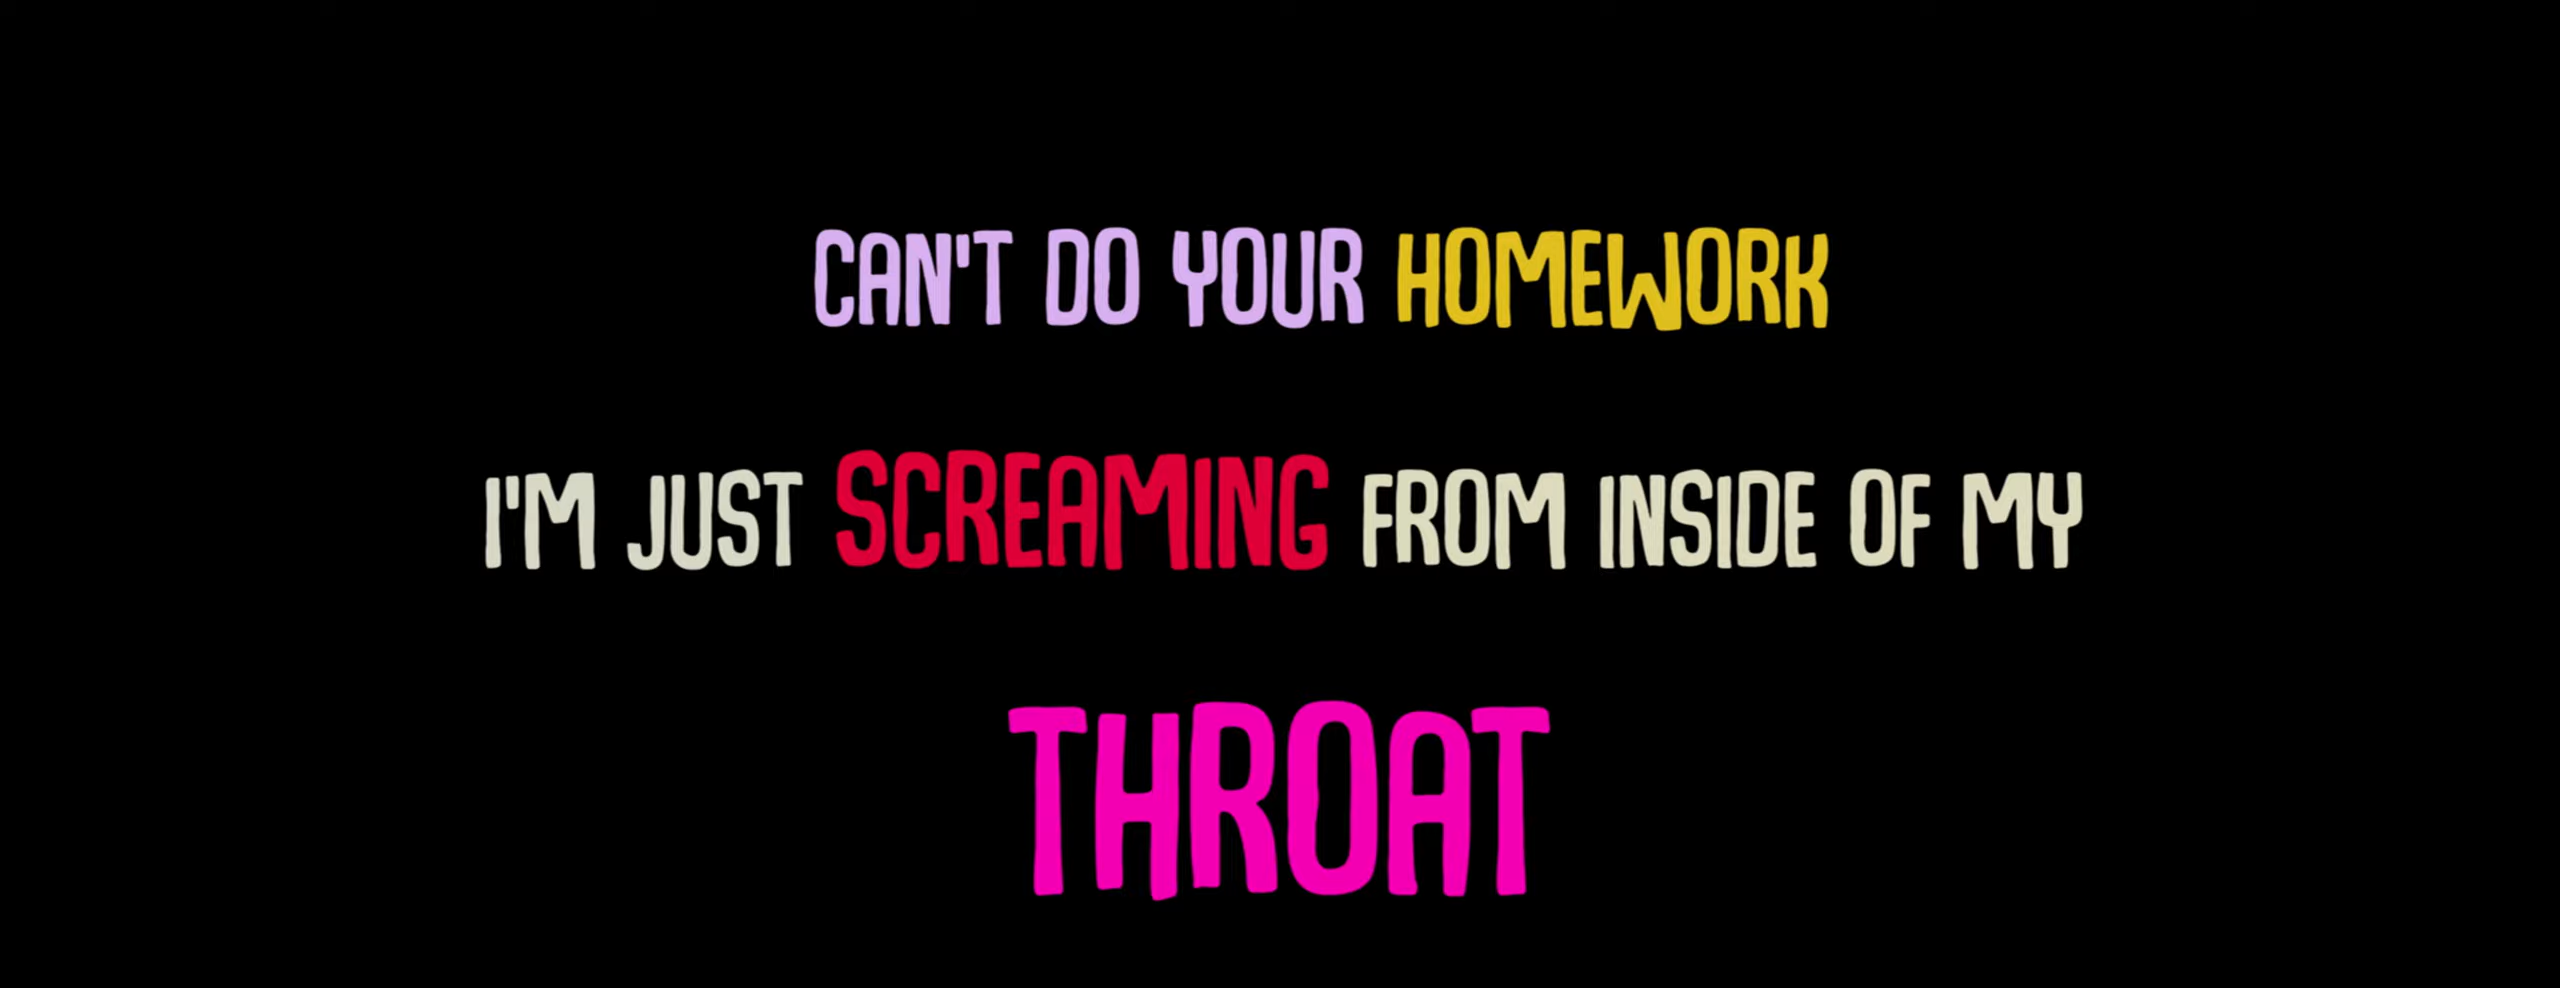 CAN'T DO YOUR HOMEWORK
I'M JUST SCREAMING FROM INSIDE OF MY
THROAT